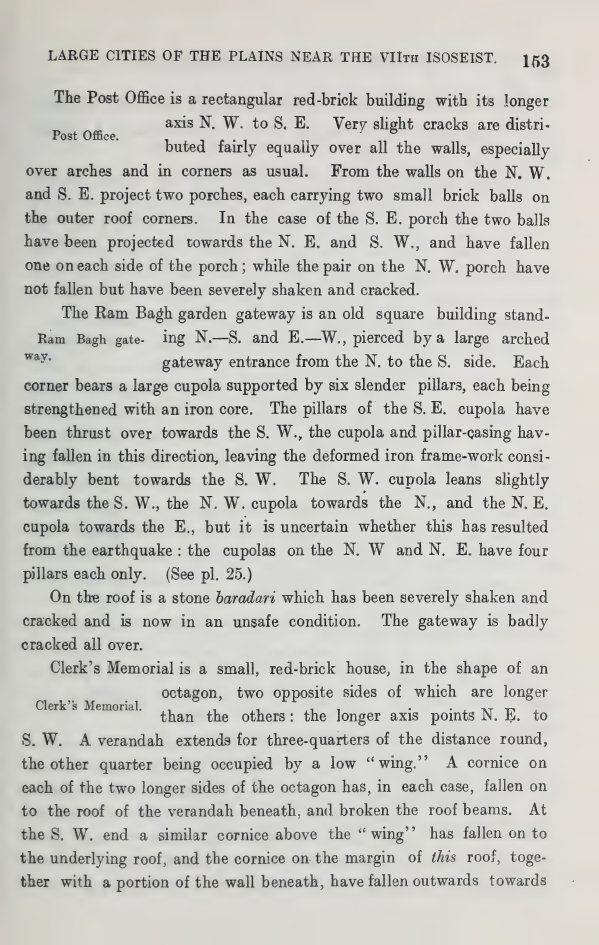 LARGE CITIES OF THE PLAINS NEAR THE VIITH ISOSEIST. 153
The Post Office is a rectangular red-brick building with its longer
Post Office.
axis N. W. to S. E. Very slight cracks are distri-
buted fairly equally over all the walls, especially
over arches and in corners as usual. From the walls on the N. W.
and S. E. project two porches, each carrying two small brick balls on
the outer roof corners. In the case of the S. E. porch the two balls
have been projected towards the N. E. and S. W., and have fallen
one on each side of the porch; while the pair on the N. W. porch have
not fallen but have been severely shaken and cracked.
The Ram Bagh garden gateway is an old square building stand-
Ram Bagh gate-
way.
ing N.—S. and E.—W., pierced by a large arched
gateway entrance from the N. to the S. side. Each
corner bears a large cupola supported by six slender pillars, each being
strengthened with an iron core. The pillars of the S. E. cupola have
been thrust over towards the S. W., the cupola and pillar-casing hav-
ing fallen in this direction, leaving the deformed iron frame-work consi-
derably bent towards the S. W. The S. W. cupola leans slightly
towards the S. W., the N. W. cupola towards the N., and the N. E.
cupola towards the E., but it is uncertain whether this has resulted
from the earthquake : the cupolas on the N. W and N. E. have four
pillars each only. (See pl. 25.)
On the roof is a stone baradari which has been severely shaken and
cracked and is now in an unsafe condition. The gateway is badly
cracked all over.
Clerk's Memorial is a small, red-brick house, in the shape of an
Clerk's Memorial.
octagon, two opposite sides of which are longer
than the others : the longer axis points N. E. to
S. W. A verandah extends for three-quarters of the distance round,
the other quarter being occupied by a low "wing." A cornice on
each of the two longer sides of the octagon has, in each case, fallen on
to the roof of the verandah beneath, and broken the roof beams. At
the S. W. end a similar cornice above the "wing" has fallen on to
the underlying roof, and the cornice on the margin of this roof, toge-
ther with a portion of the wall beneath, have fallen outwards towards